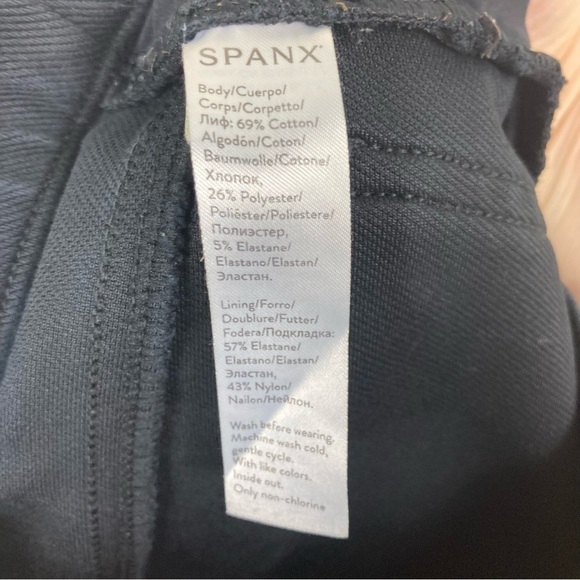 SPANX®
Body/Cuerpo/
Corps/Corpetto/
Лиф: 69% Cotton/
Algodón/Coton/
Baumwolle/Cotone/
Хлопок,
26% Polyester/
Poliéster/Poliestere/
Полиэстер,
5% Elastane/
Elastano/Elastan/
Эластан.
Lining/Forro/
Doublure/Futter/
Fodera/Подкладка:
57% Elastane/
Elastano/Elastan/
Эластан,
43% Nylon/
Nailon/Нейлон.
Wash before wearing.
Machine wash cold,
gentle cycle.
With like colors.
Inside out.
Only non-chlorine